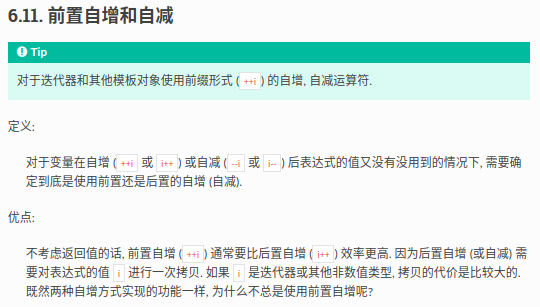 6.11. 前置自增和自减
Tip
对于迭代器和其他模板对象使用前缀形式 (++i) 的自增, 自减运算符.
定义:
对于变量在自增 (++i 或 i++) 或自减 (--i 或 i--) 后表达式的值又没有没用到的情况下, 需要确
定到底是使用前置还是后置的自增 (自减).
优点:
不考虑返回值的话, 前置自增 (++i) 通常要比后置自增 (i++) 效率更高. 因为后置自增 (或自减) 需
要对表达式的值 i 进行一次拷贝. 如果 i 是迭代器或其他非数值类型, 拷贝的代价是比较大的.
既然两种自增方式实现的功能一样, 为什么不总是使用前置自增呢?